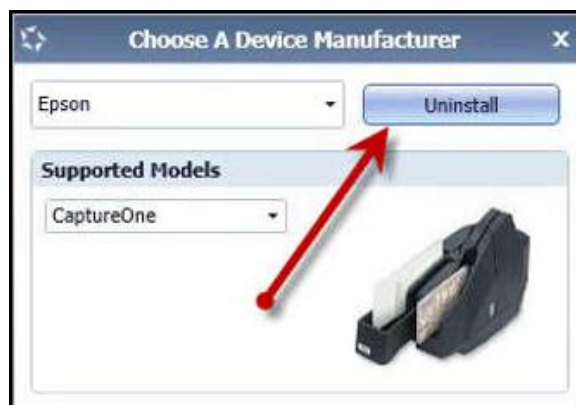 Choose A Device Manufacturer X
Epson Uninstall
Supported Models
CaptureOne